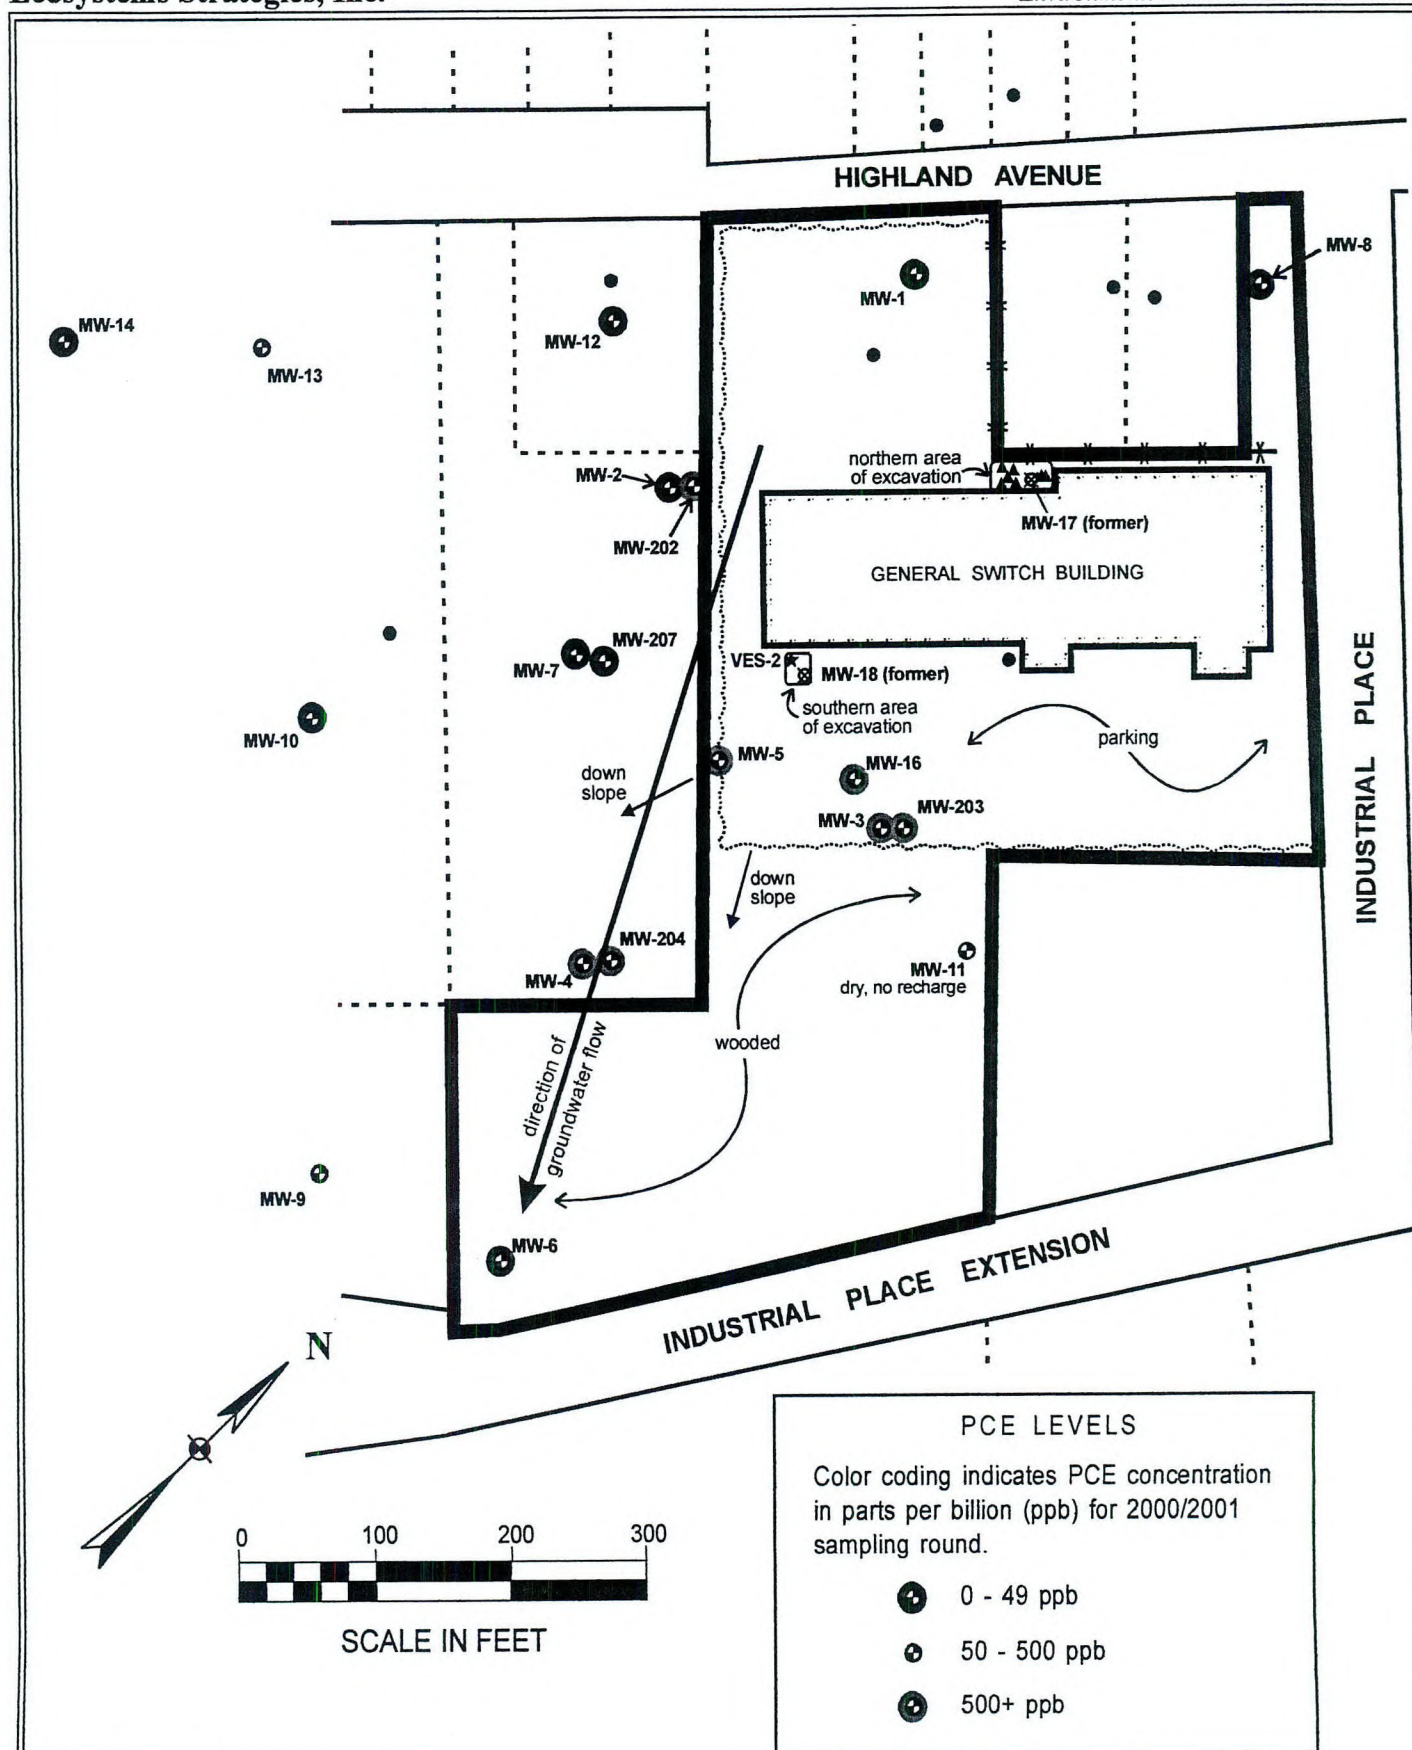 Ecosystems Strategies, Inc.
HIGHLAND AVENUE
MW-8
MW-1
MW-14
MW-12
MW-13
northern area
of excavation
MW-2
MW-17 (former)
MW-202
GENERAL SWITCH BUILDING
MW-207
MW-7
VES-2
MW-18 (former)
southern area
of excavation
INDUSTRIAL PLACE
MW-10
parking
MW-5
MW-16
down
slope
MW-203
MW-3
down
slope
MW-204
MW-4
MW-11
dry, no recharge
wooded
direction of
groundwater flow
MW-9
MW-6
INDUSTRIAL PLACE EXTENSION
N
0 100 200 300
SCALE IN FEET
PCE LEVELS
Color coding indicates PCE concentration
in parts per billion (ppb) for 2000/2001
sampling round.
0 - 49 ppb
50 - 500 ppb
500+ ppb